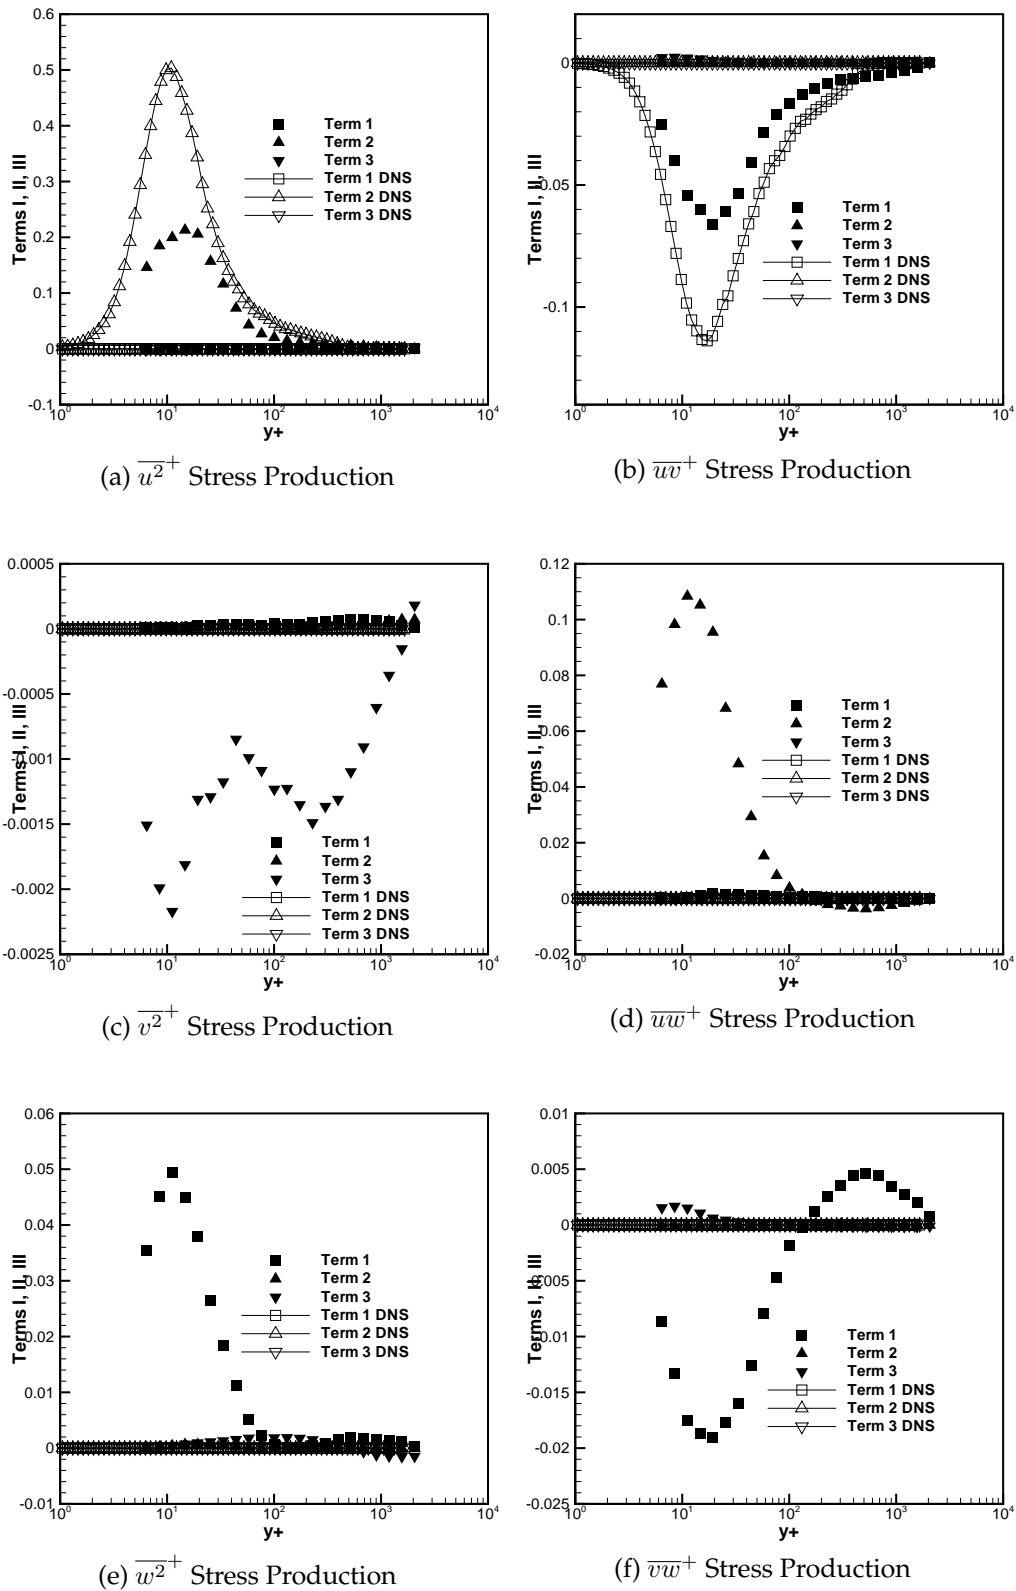 0.6
0.5
0.4
0.3
0.2
0.1
0
-0.1
Terms I, II, III
10⁰ 10¹ 10² 10³ 10⁴
y+
Term 1
Term 2
Term 3
Term 1 DNS
Term 2 DNS
Term 3 DNS
(a) $\overline{u^2}^+$ Stress Production
0
-0.05
-0.1
Terms I, II, III
10⁰ 10¹ 10² 10³ 10⁴
y+
Term 1
Term 2
Term 3
Term 1 DNS
Term 2 DNS
Term 3 DNS
(b) $\overline{uv}^+$ Stress Production
0.0005
0
-0.0005
-0.001
-0.0015
-0.002
-0.0025
Terms I, II, III
10⁰ 10¹ 10² 10³ 10⁴
y+
Term 1
Term 2
Term 3
Term 1 DNS
Term 2 DNS
Term 3 DNS
(c) $\overline{v^2}^+$ Stress Production
0.12
0.1
0.08
0.06
0.04
0.02
0
-0.02
Terms I, II, III
10⁰ 10¹ 10² 10³ 10⁴
y+
Term 1
Term 2
Term 3
Term 1 DNS
Term 2 DNS
Term 3 DNS
(d) $\overline{uw}^+$ Stress Production
0.06
0.05
0.04
0.03
0.02
0.01
0
-0.01
Terms I, II, III
10⁰ 10¹ 10² 10³ 10⁴
y+
Term 1
Term 2
Term 3
Term 1 DNS
Term 2 DNS
Term 3 DNS
(e) $\overline{w^2}^+$ Stress Production
0.01
0.005
0
-0.005
-0.01
-0.015
-0.02
-0.025
Terms I, II, III
10⁰ 10¹ 10² 10³ 10⁴
y+
Term 1
Term 2
Term 3
Term 1 DNS
Term 2 DNS
Term 3 DNS
(f) $\overline{vw}^+$ Stress Production